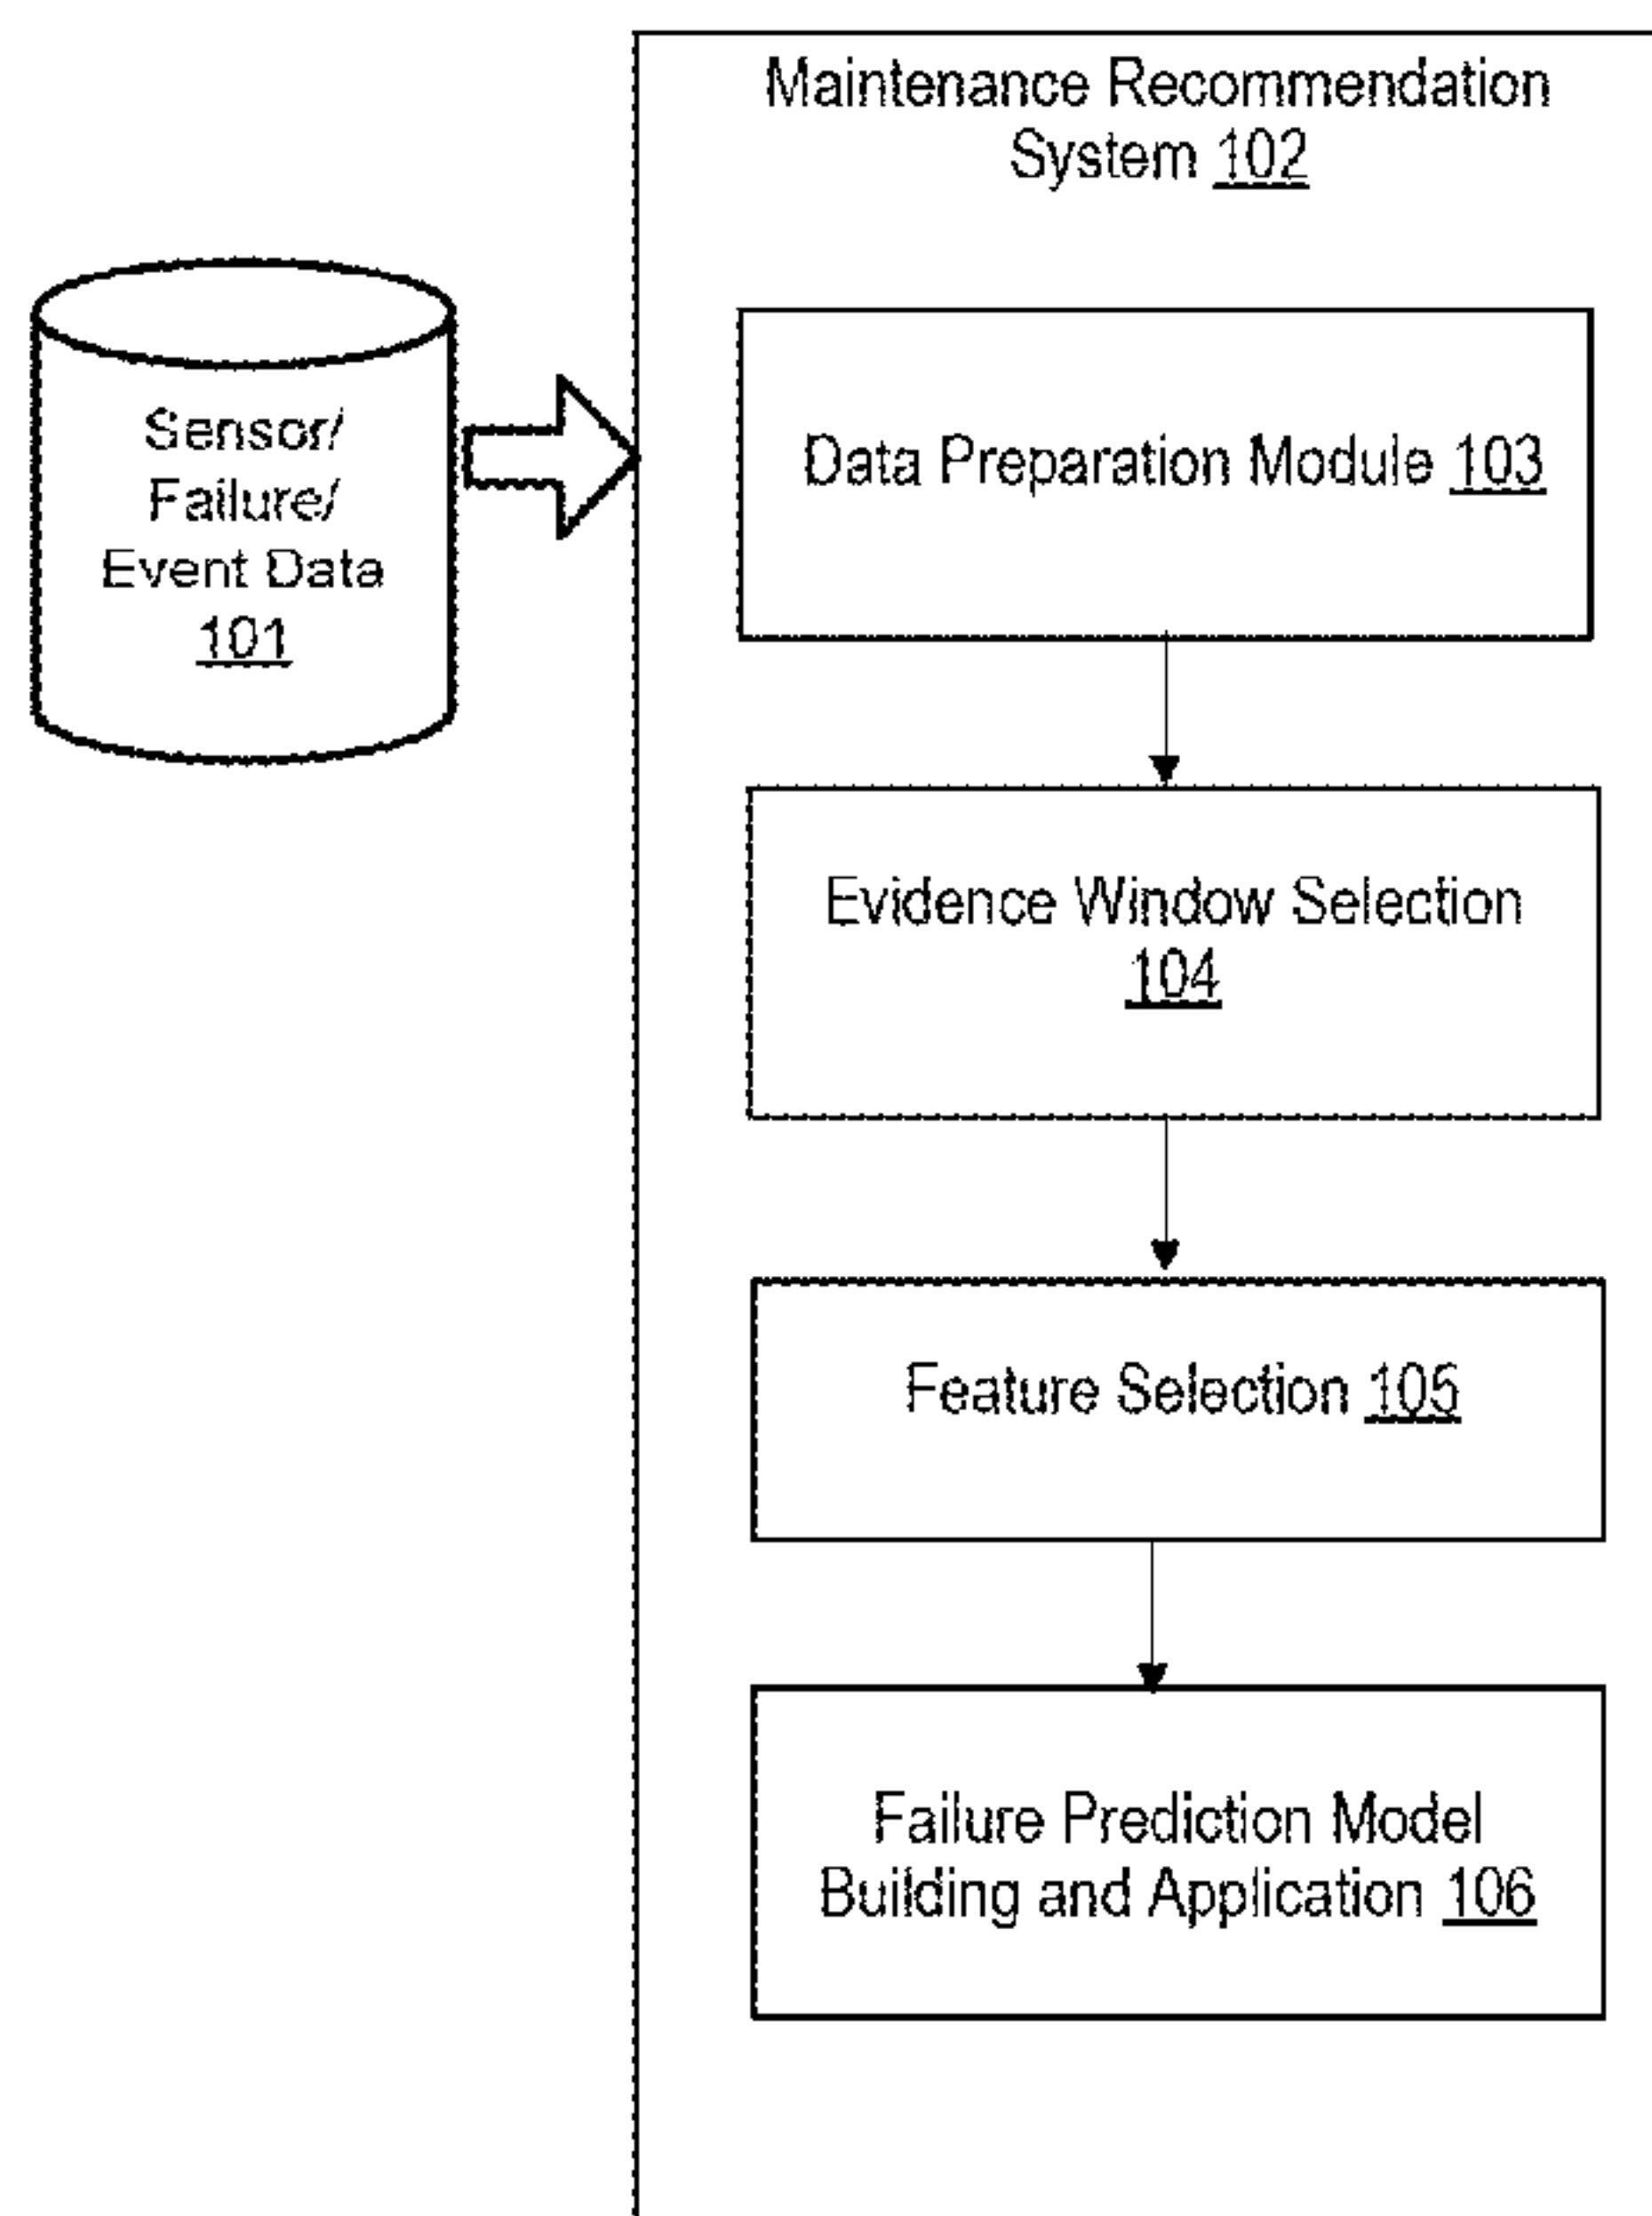 Maintenance Recommendation
System 102
Sensor/
Failure/
Event Data
101
Data Preparation Module 103
Evidence Window Selection
104
Feature Selection 105
Failure Prediction Model
Building and Application 106